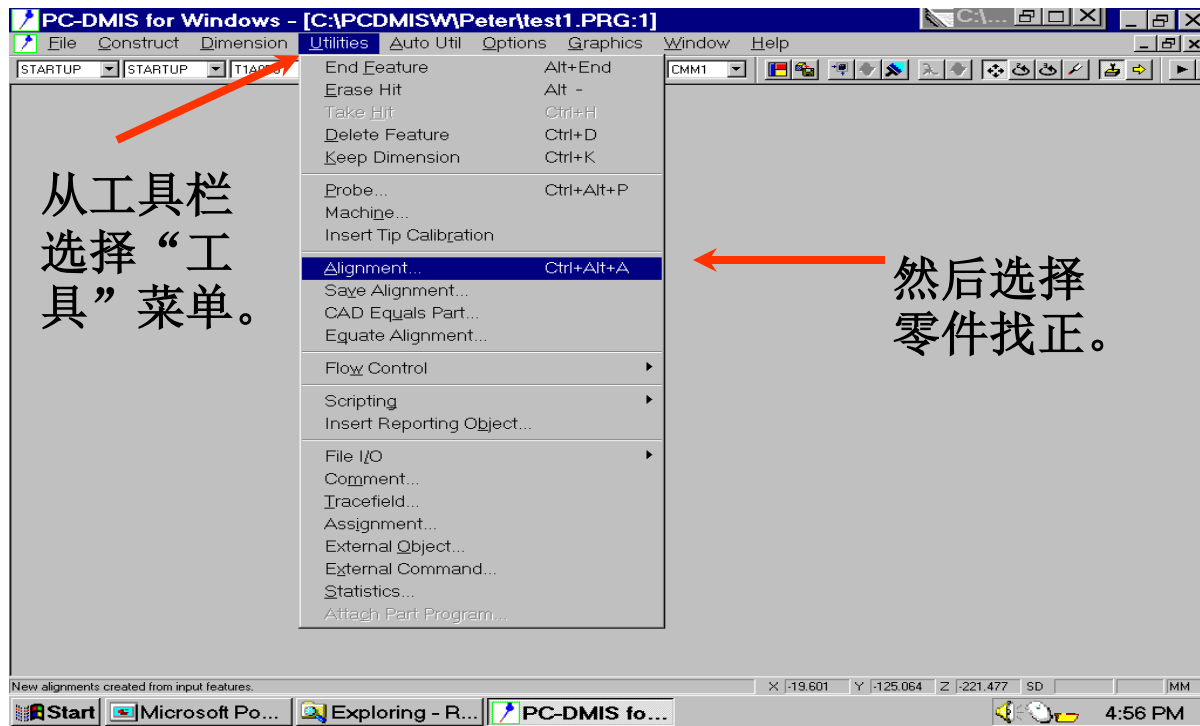 PC-DMIS for Windows - [C:\PCDMISW\Peter\test1.PRG:1]
C:\...
File Construct Dimension Utilities Auto Util Options Graphics Window Help
STARTUP STARTUP CMM1
End Feature Alt+End
Erase Hit Alt -
Take Hit Ctrl+H
Delete Feature Ctrl+D
Keep Dimension Ctrl+K
Probe... Ctrl+Alt+P
Machine...
Insert Tip Calibration
Alignment... Ctrl+Alt+A
Save Alignment...
CAD Equals Part...
Equate Alignment...
Flow Control
Scripting
Insert Reporting Object...
File I/O
Comment...
Tracefield...
Assignment...
External Object...
External Command...
Statistics...
Attach Part Program...
从工具栏
选择“工
具”菜单。
然后选择
零件找正。
New alignments created from input features.
X -19.601 Y -125.064 Z -221.477 SD MM
Start Microsoft Po... Exploring - R... PC-DMIS fo... 4:56 PM